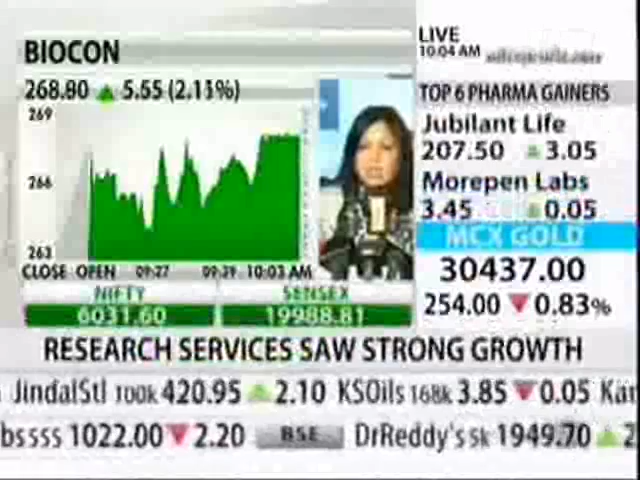 BIOCON
268.80 ▲ 5.55 (2.11%)
269
266
263
CLOSE OPEN 09:27 09:39 10:03 AM
NIFTY SENSEX
6031.60 19988.81
LIVE
10:04 AM
TOP 6 PHARMA GAINERS
Jubilant Life
207.50 ▲ 3.05
Morepen Labs
3.45 ▲ 0.05
MCX GOLD
30437.00
254.00 ▼ 0.83%
RESEARCH SERVICES SAW STRONG GROWTH
JindalStl 100k 420.95 ▲ 2.10 KSOils 168k 3.85 ▼ 0.05 Kar
bs 1022.00 ▼ 2.20 BSE DrReddy's 5k 1949.70 ▲ 2